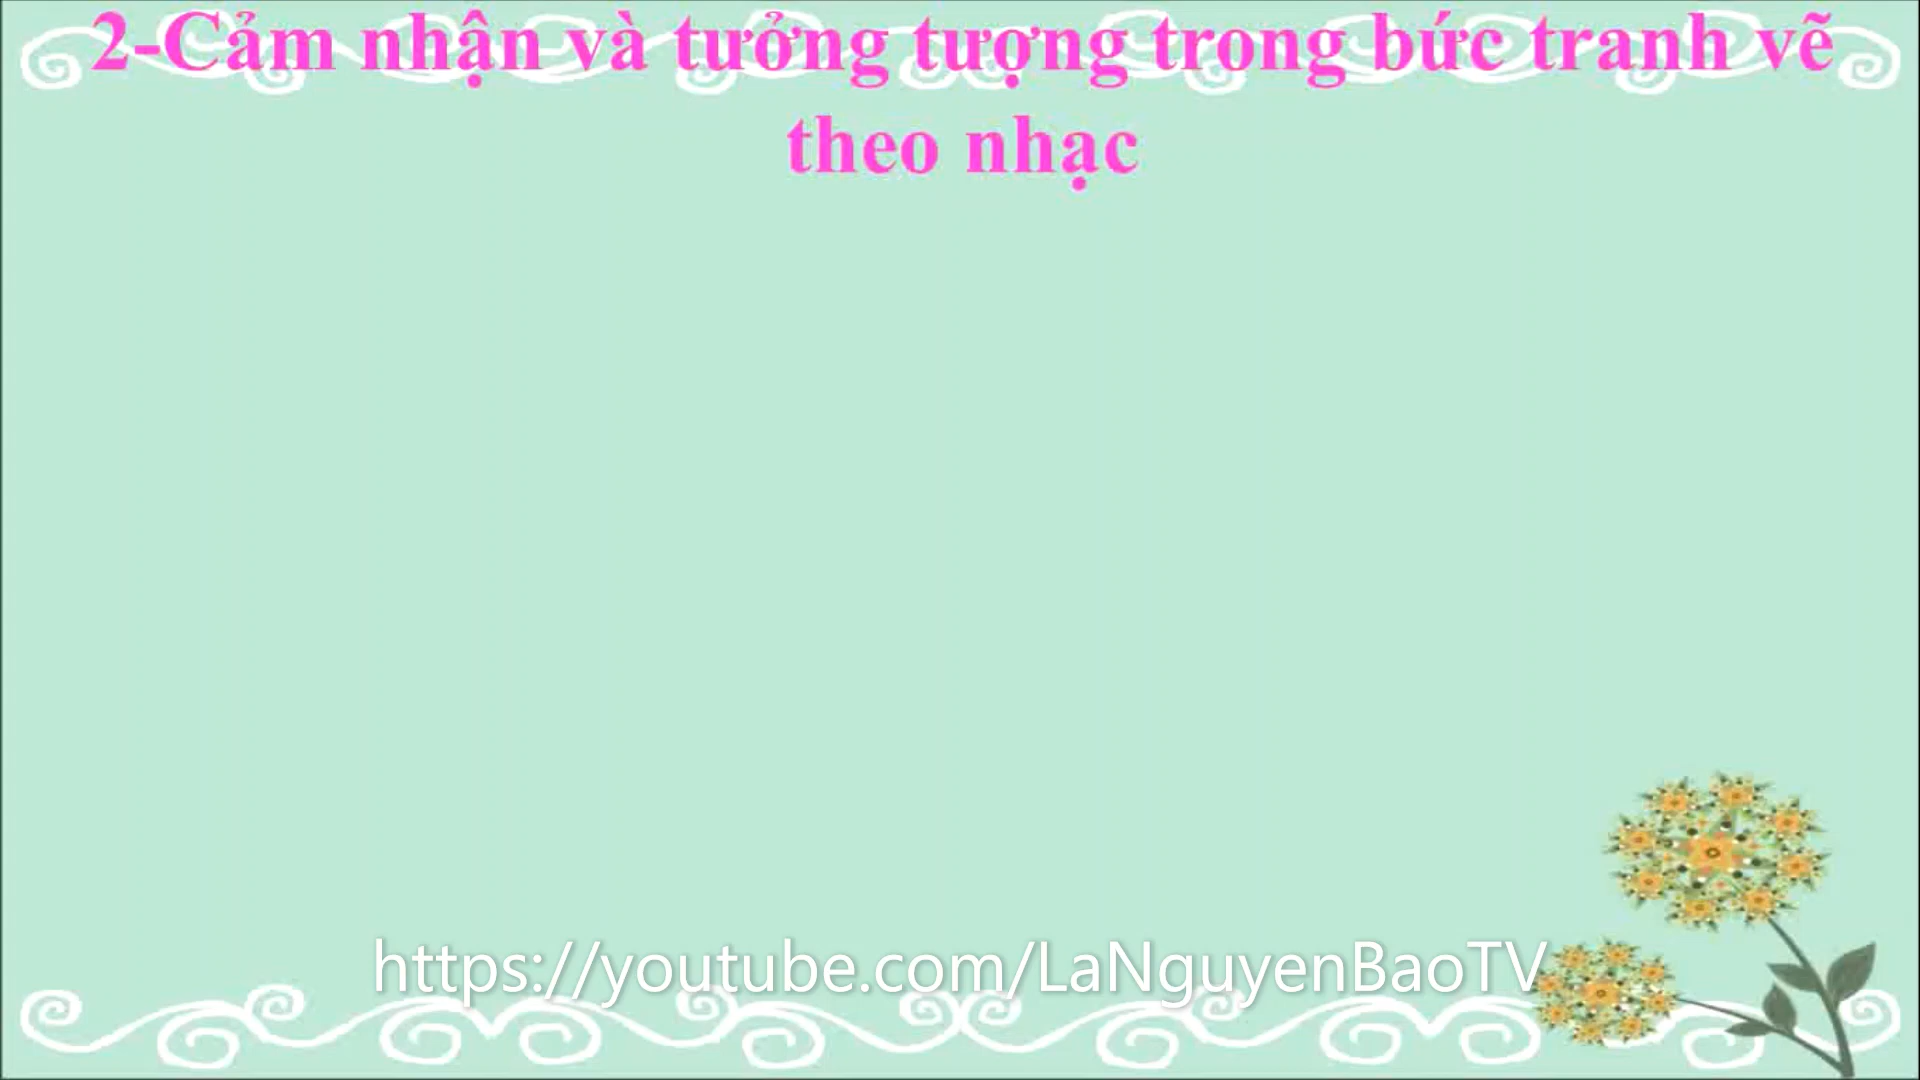 2-Cảm nhận và tưởng tượng trong bức tranh vẽ
theo nhạc
https://youtube.com/LaNguyenBaoTV